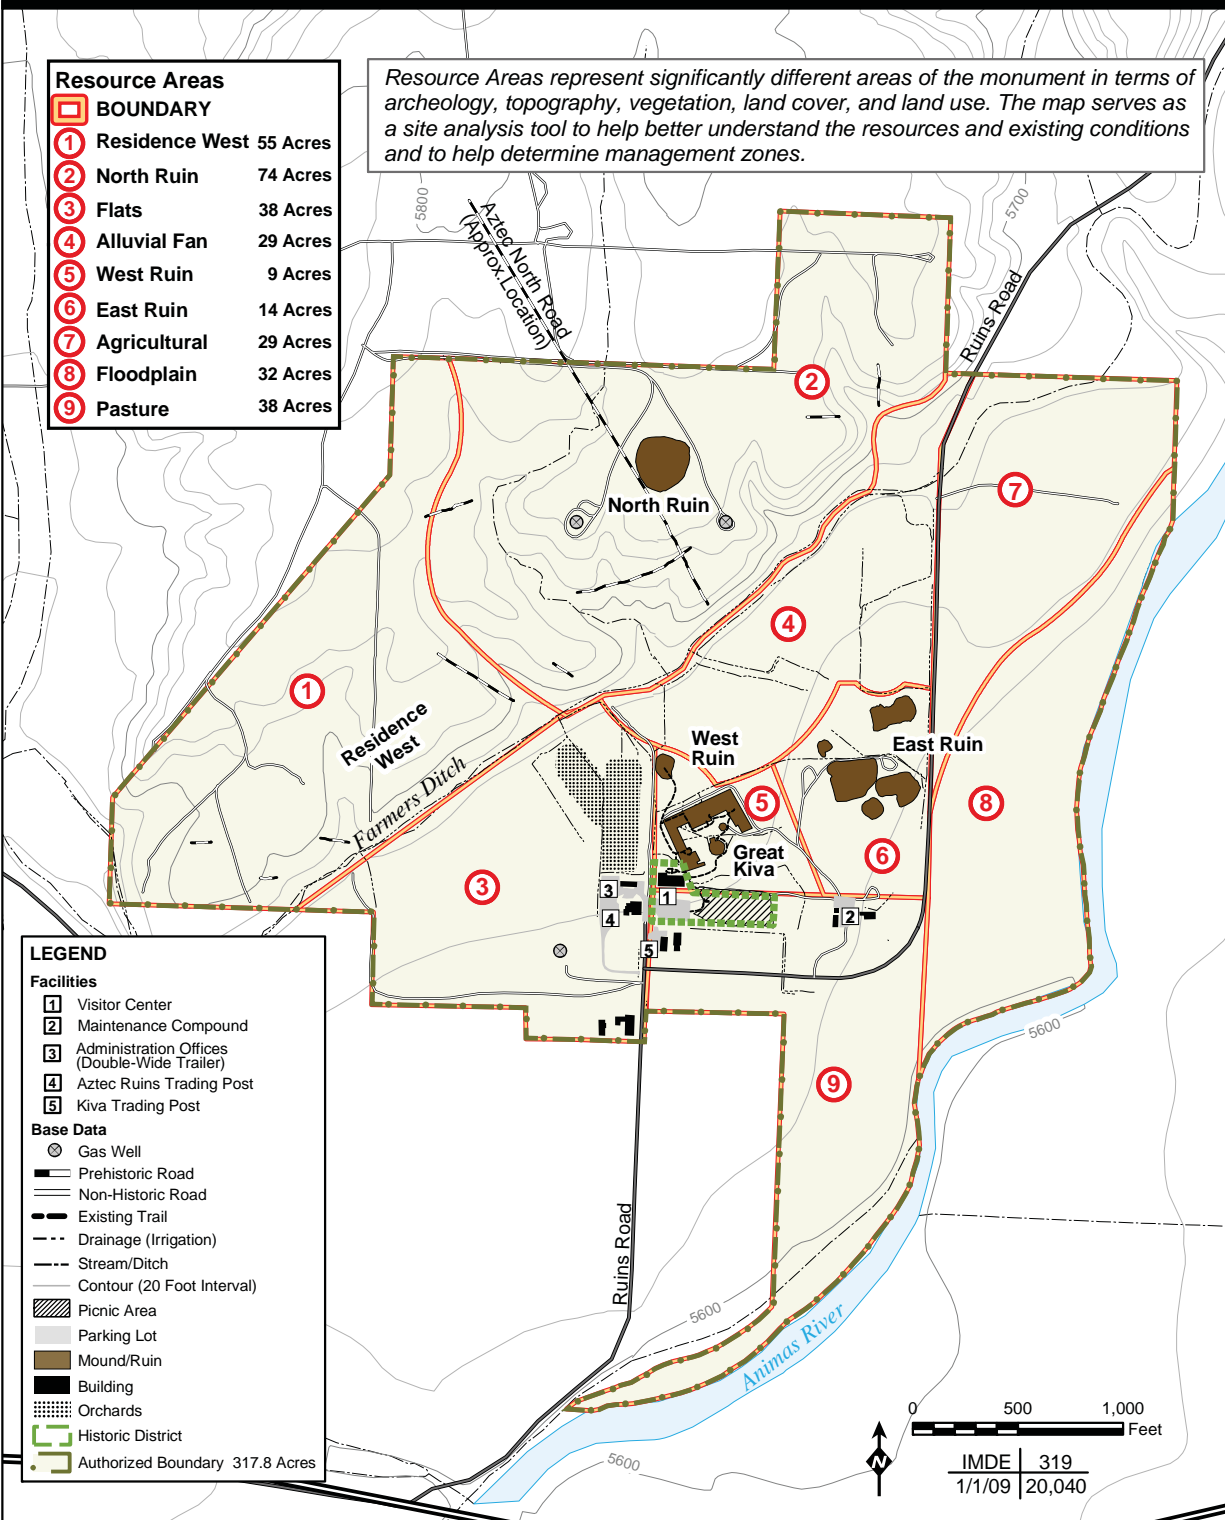 Resource Areas
BOUNDARY
1 Residence West 55 Acres
2 North Ruin 74 Acres
3 Flats 38 Acres
4 Alluvial Fan 29 Acres
5 West Ruin 9 Acres
6 East Ruin 14 Acres
7 Agricultural 29 Acres
8 Floodplain 32 Acres
9 Pasture 38 Acres
Resource Areas represent significantly different areas of the monument in terms of
archeology, topography, vegetation, land cover, and land use. The map serves as
a site analysis tool to help better understand the resources and existing conditions
and to help determine management zones.
5800
5700
Aztec North Road
(Approx.Location)
Ruins Road
2
North Ruin
7
4
1
Residence
West
West
Ruin
East Ruin
Farmers Ditch
5
8
Great
Kiva
6
3
3
1
4
2
5
5600
9
Ruins Road
5600
Animas River
5600
LEGEND
Facilities
1 Visitor Center
2 Maintenance Compound
3 Administration Offices
(Double-Wide Trailer)
4 Aztec Ruins Trading Post
5 Kiva Trading Post
Base Data
Gas Well
Prehistoric Road
Non-Historic Road
Existing Trail
Drainage (Irrigation)
Stream/Ditch
Contour (20 Foot Interval)
Picnic Area
Parking Lot
Mound/Ruin
Building
Orchards
Historic District
Authorized Boundary 317.8 Acres
0 500 1,000
Feet
N
IMDE 319
1/1/09 20,040